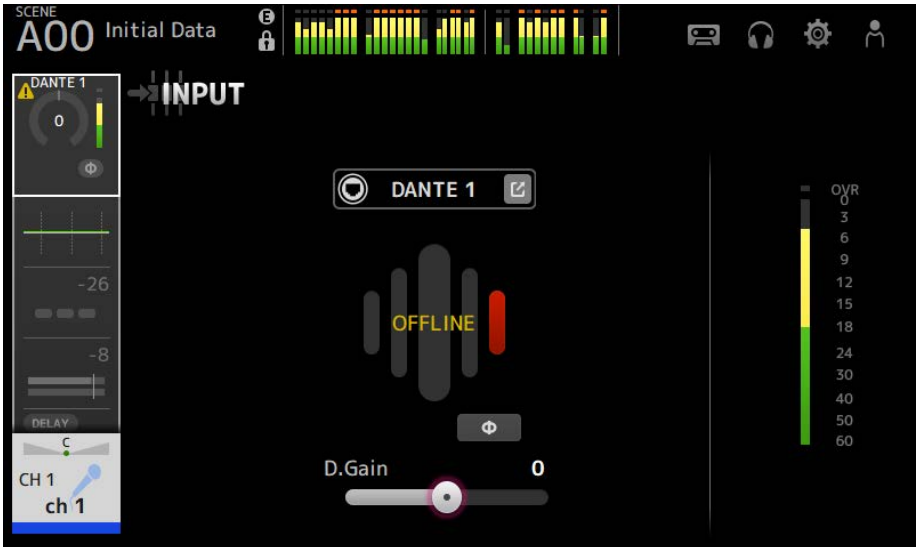 SCENE
A00 Initial Data
E
DANTE 1
0
Φ
-26
-8
DELAY
C
CH 1
ch 1
INPUT
DANTE 1
OFFLINE
Φ
D.Gain 0
OVR
0
3
6
9
12
15
18
24
30
40
50
60